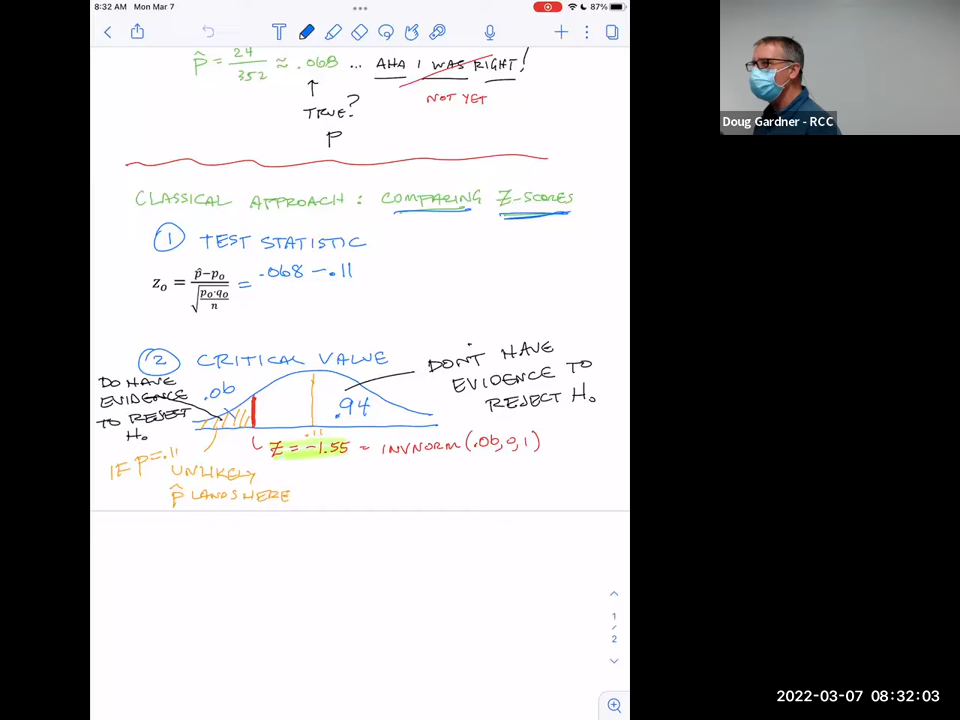 8:32 AM Mon Mar 7
87%
p̂ = 24/352 ≈ .068 ... AHA I WAS RIGHT!
NOT YET
TRUE?
p
Doug Gardner - RCC
CLASSICAL APPROACH: COMPARING Z-SCORES
1 TEST STATISTIC
z₀ = (p̂−p₀)/√(p₀·q₀/n) = .068 − .11
2 CRITICAL VALUE
DON'T HAVE
EVIDENCE TO
REJECT H₀
DO HAVE
EVIDENCE
TO REJECT
H₀
.06
.94
.11
Z = −1.55 = INVNORM(.06,0,1)
IF p=.11
UNLIKELY
p̂ LANDS HERE
1
/
2
2022-03-07 08:32:03